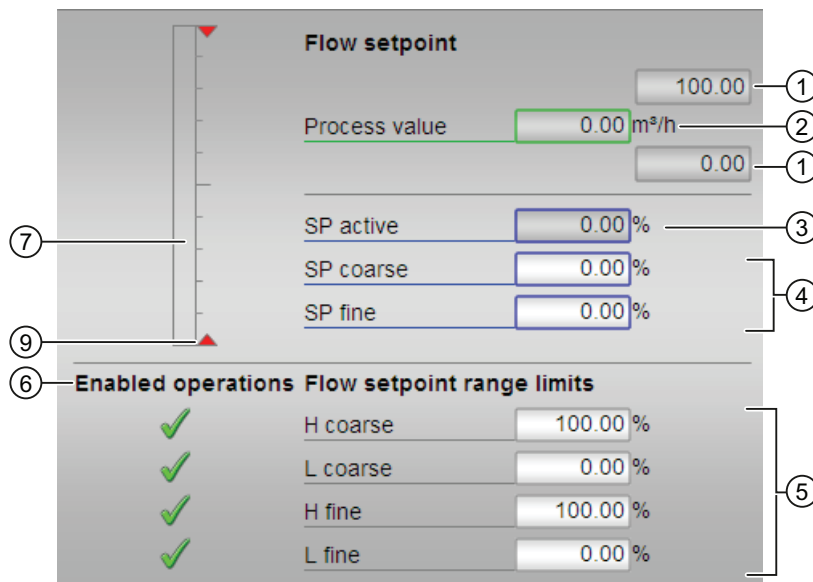 Flow setpoint
100.00 1
Process value 0.00 m³/h 2
0.00 1
SP active 0.00 % 3
7
SP coarse 0.00 % 4
SP fine 0.00 %
9
6 Enabled operations Flow setpoint range limits
H coarse 100.00 %
L coarse 0.00 % 5
H fine 100.00 %
L fine 0.00 %